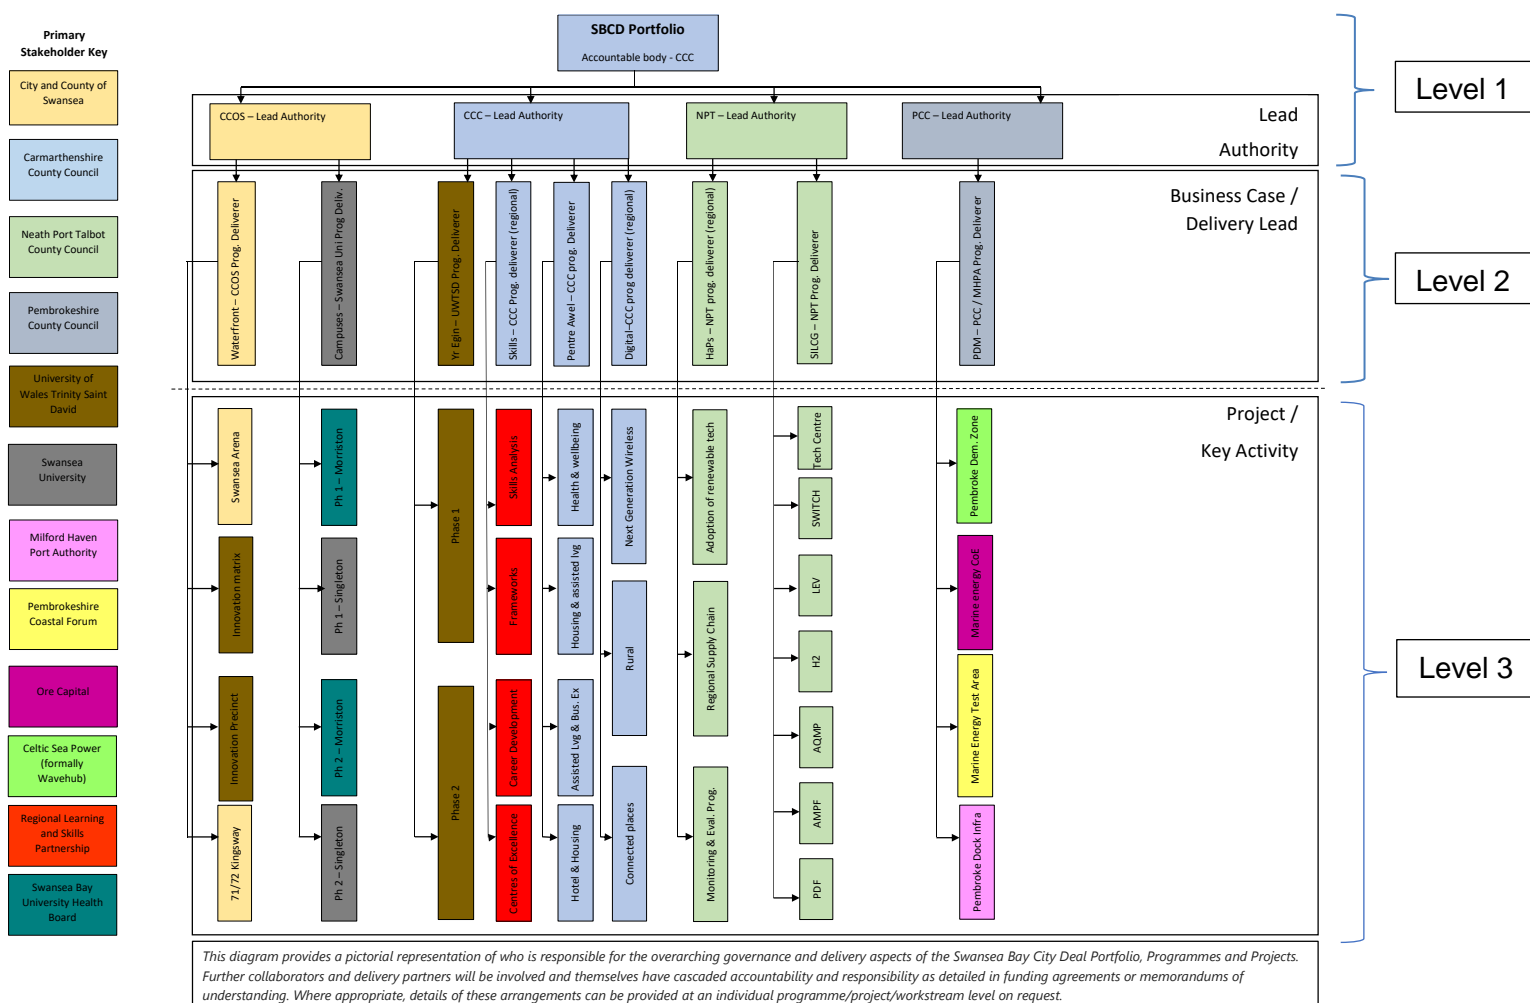 Primary
Stakeholder Key
City and County of
Swansea
Carmarthenshire
County Council
Neath Port Talbot
County Council
Pembrokeshire
County Council
University of
Wales Trinity Saint
David
Swansea
University
Milford Haven
Port Authority
Pembrokeshire
Coastal Forum
Ore Capital
Celtic Sea Power
(formally
Wavehub)
Regional Learning
and Skills
Partnership
Swansea Bay
University Health
Board
SBCD Portfolio
Accountable body - CCC
CCOS – Lead Authority
CCC – Lead Authority
NPT – Lead Authority
PCC – Lead Authority
Lead
Authority
Level 1
Waterfront – CCOS Prog. Deliverer
Campuses – Swansea Uni Prog Deliv.
Yr Egin – UWTSD Prog. Deliverer
Skills – CCC Prog. deliverer (regional)
Pentre Awel – CCC prog. Deliverer
Digital–CCC prog deliverer (regional)
HaPs – NPT prog. deliverer (regional)
SILCG – NPT Prog. Deliverer
PDM – PCC / MHPA Prog. Deliverer
Business Case /
Delivery Lead
Level 2
Swansea Arena
Innovation matrix
Innovation Precinct
71/72 Kingsway
Ph 1 – Morriston
Ph 1 – Singleton
Ph 2 – Morriston
Ph 2 – Singleton
Phase 1
Phase 2
Skills Analysis
Frameworks
Career Development
Centres of Excellence
Health & wellbeing
Housing & assisted lvg
Assisted Lvg & Bus. Ex
Hotel & Housing
Next Generation Wireless
Rural
Connected places
Adoption of renewable tech
Regional Supply Chain
Monitoring & Eval. Prog.
Tech Centre
SWITCH
LEV
H2
AQMP
AMPF
PDF
Pembroke Dem. Zone
Marine energy CoE
Marine Energy Test Area
Pembroke Dock Infra
Project /
Key Activity
Level 3
This diagram provides a pictorial representation of who is responsible for the overarching governance and delivery aspects of the Swansea Bay City Deal Portfolio, Programmes and Projects.
Further collaborators and delivery partners will be involved and themselves have cascaded accountability and responsibility as detailed in funding agreements or memorandums of
understanding. Where appropriate, details of these arrangements can be provided at an individual programme/project/workstream level on request.